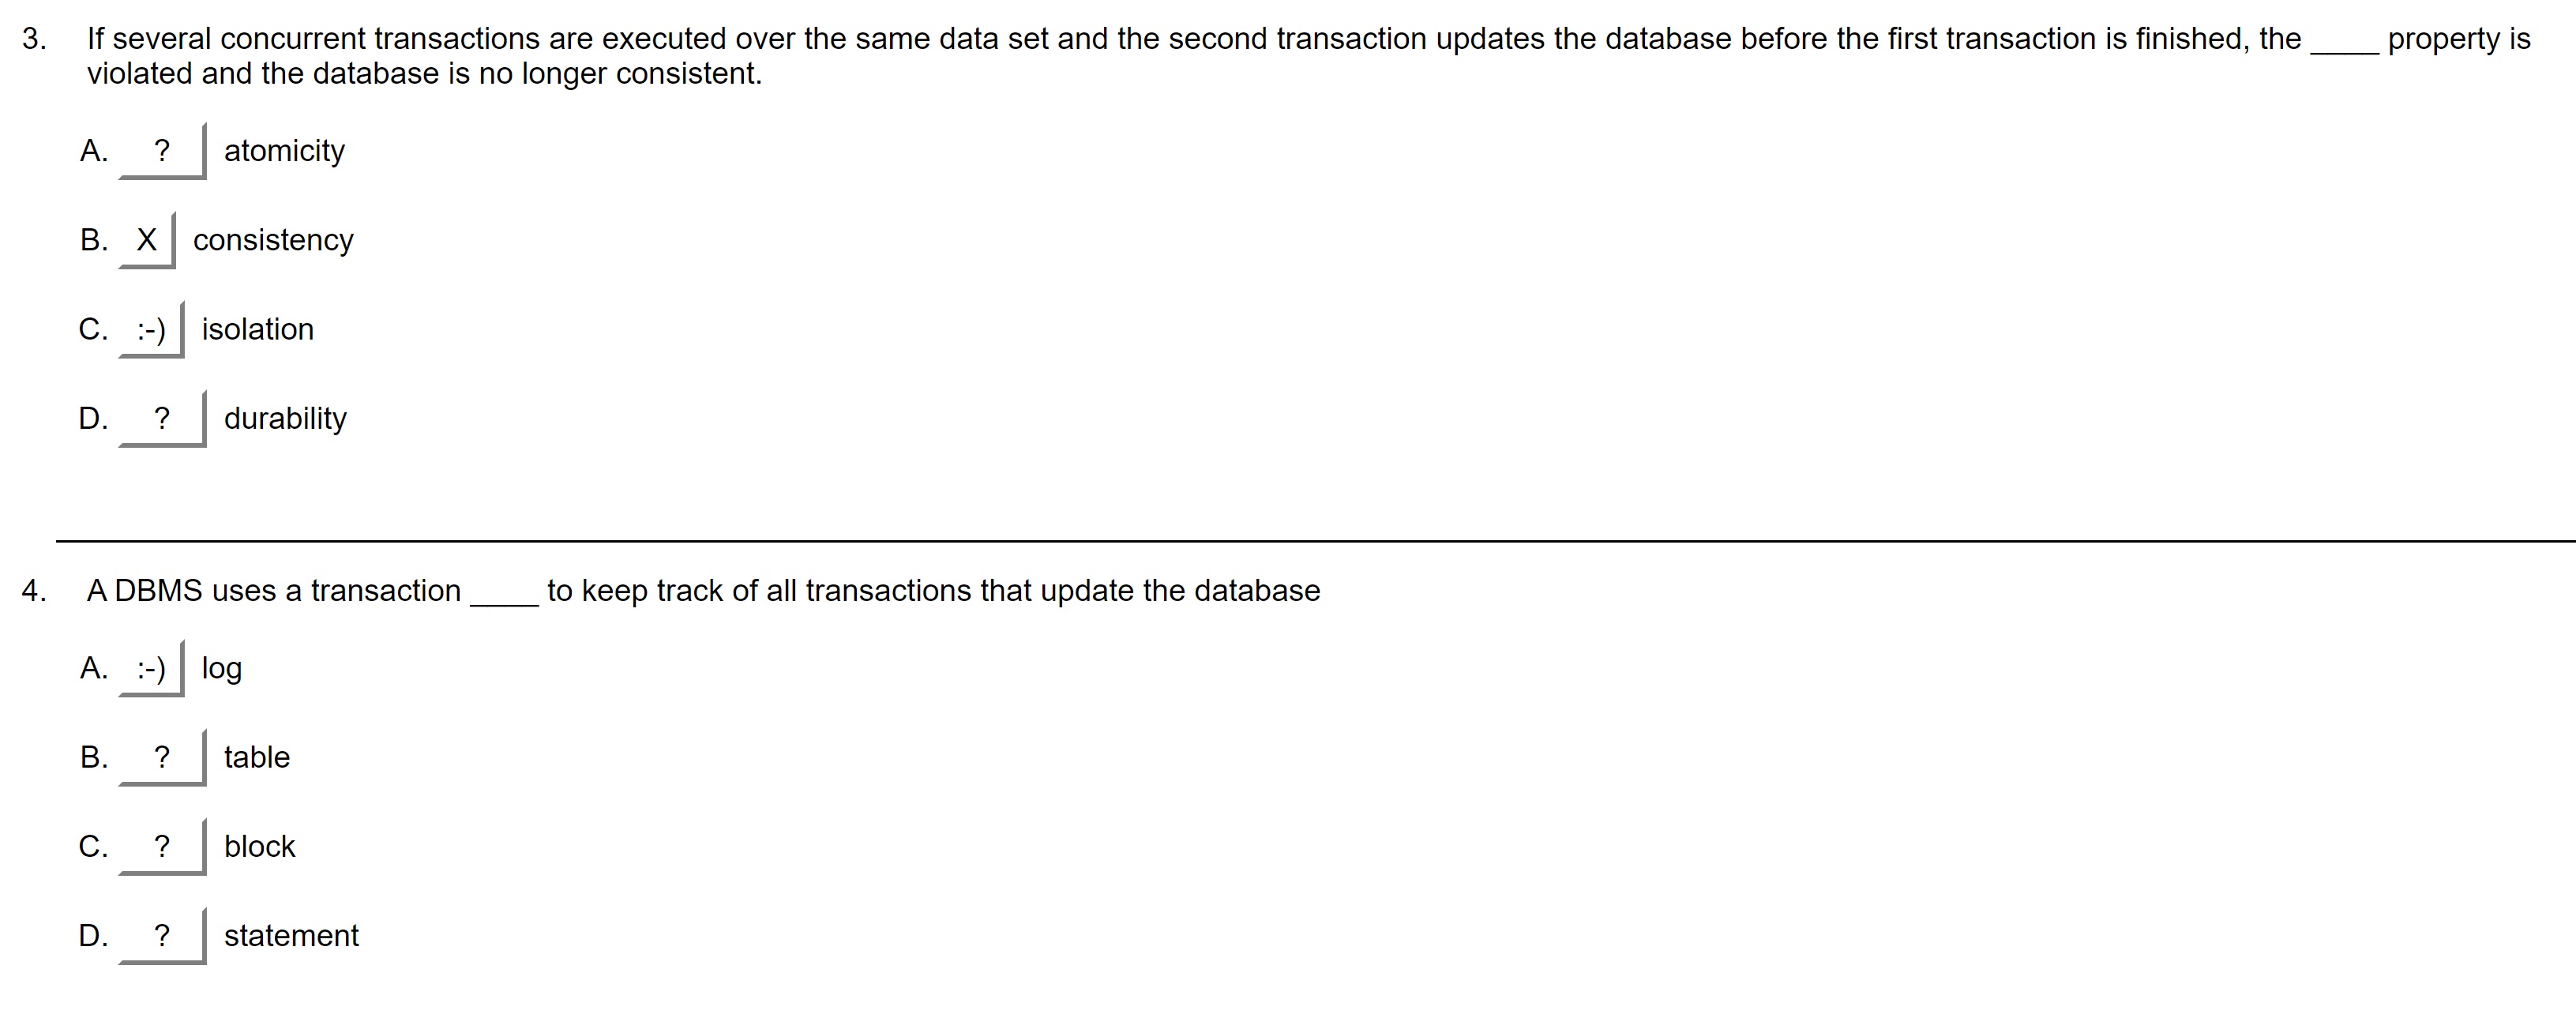 3. If several concurrent transactions are executed over the same data set and the second transaction updates the database before the first transaction is finished, the ____ property is
violated and the database is no longer consistent.
A. ? atomicity
B. X consistency
C. :-) isolation
D. ? durability
4. A DBMS uses a transaction ____ to keep track of all transactions that update the database
A. :-) log
B. ? table
C. ? block
D. ? statement